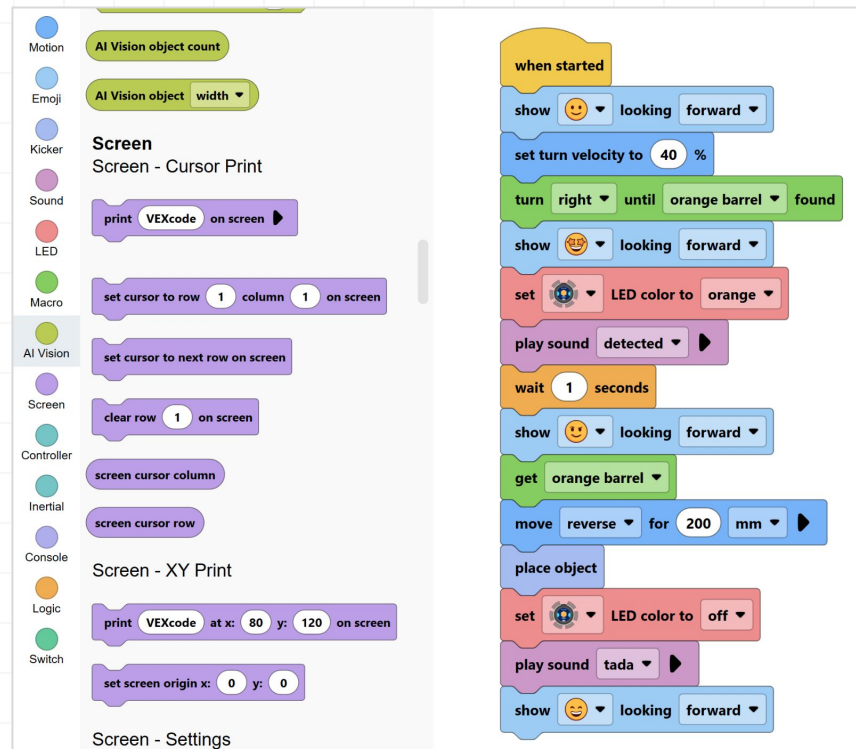 Motion
Emoji
Kicker
Sound
LED
Macro
AI Vision
Screen
Controller
Inertial
Console
Logic
Switch
AI Vision object count
AI Vision object width
Screen
Screen - Cursor Print
print VEXcode on screen
set cursor to row 1 column 1 on screen
set cursor to next row on screen
clear row 1 on screen
screen cursor column
screen cursor row
Screen - XY Print
print VEXcode at x: 80 y: 120 on screen
set screen origin x: 0 y: 0
Screen - Settings
when started
show looking forward
set turn velocity to 40 %
turn right until orange barrel found
show looking forward
set LED color to orange
play sound detected
wait 1 seconds
show looking forward
get orange barrel
move reverse for 200 mm
place object
set LED color to off
play sound tada
show looking forward